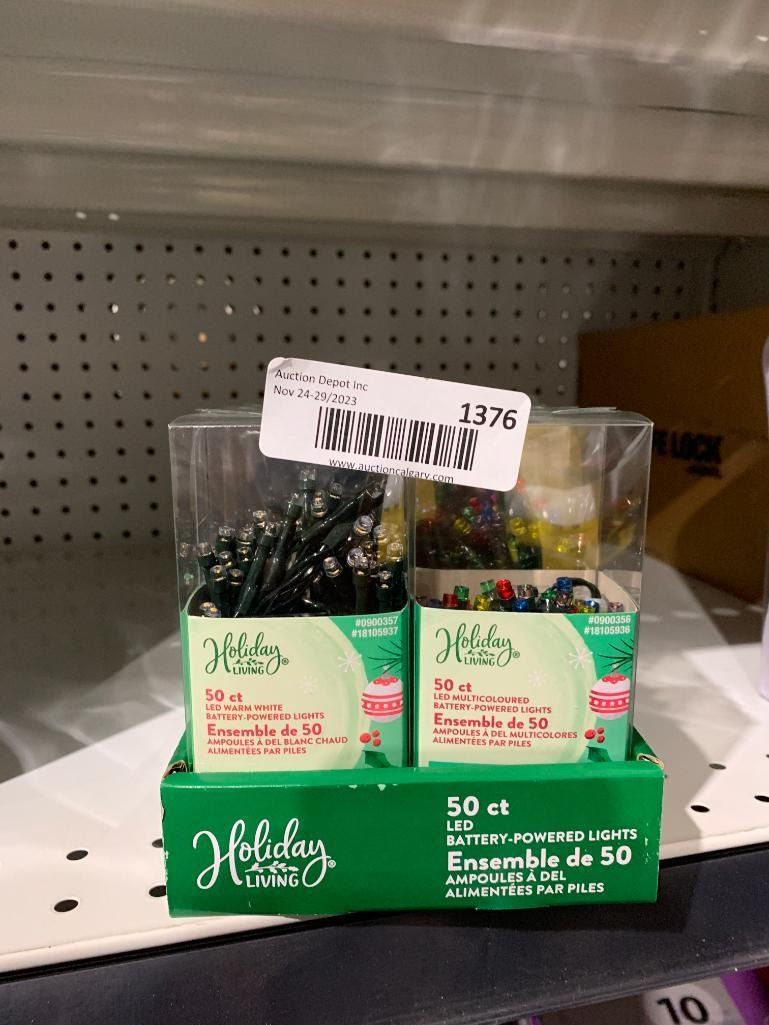 Auction Depot Inc
Nov 24-29/2023
1376
www.auctioncalgary.com
E LOCK
#0900357
#18105937
Holiday
LIVING®
50 ct
LED WARM WHITE
BATTERY-POWERED LIGHTS
Ensemble de 50
AMPOULES À DEL BLANC CHAUD
ALIMENTÉES PAR PILES
#0900356
#18105936
Holiday
LIVING®
50 ct
LED MULTICOLOURED
BATTERY-POWERED LIGHTS
Ensemble de 50
AMPOULES À DEL MULTICOLORES
ALIMENTÉES PAR PILES
Holiday
LIVING®
50 ct
LED
BATTERY-POWERED LIGHTS
Ensemble de 50
AMPOULES À DEL
ALIMENTÉES PAR PILES
10